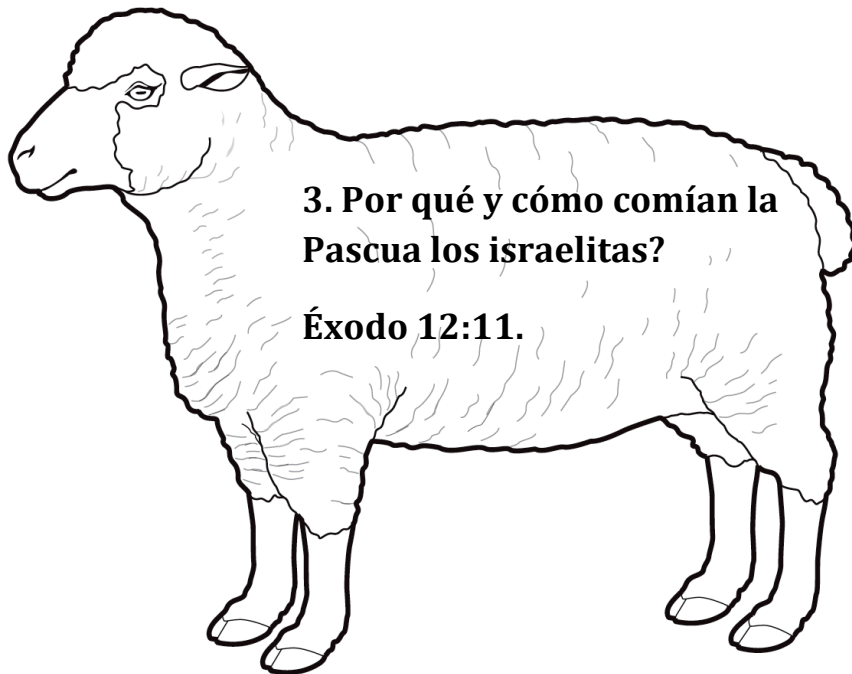 3. Por qué y cómo comían la
Pascua los israelitas?
Éxodo 12:11.